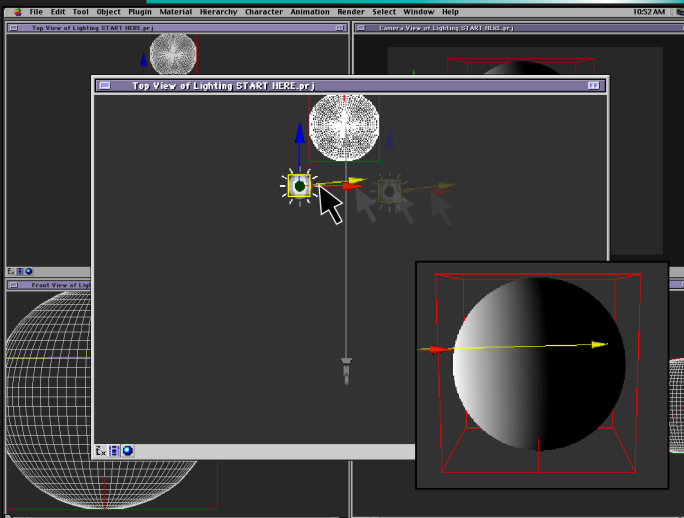 File Edit Tool Object Plugin Material Hierarchy Character Animation Render Select Window Help 10:52 AM
Top View of Lighting START HERE.prj
Camera View of Lighting START HERE.prj
Top View of Lighting START HERE.prj
Front View of Ligh